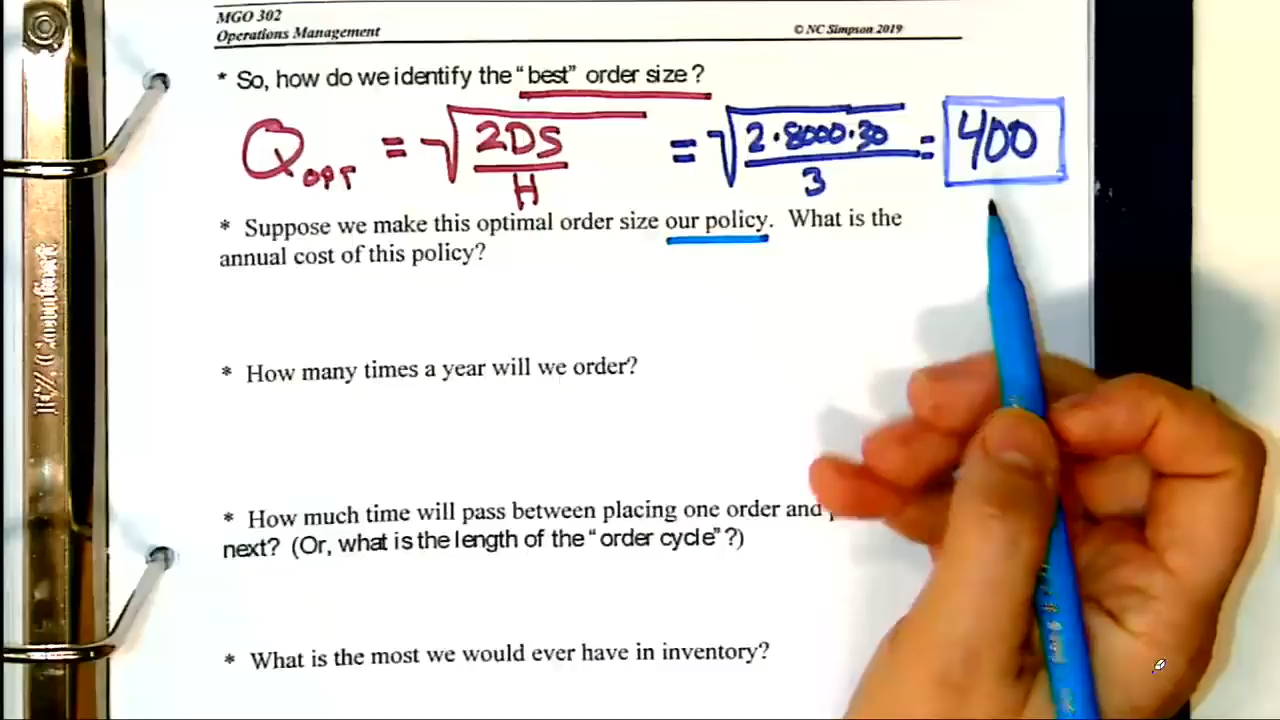 MGO 302
Operations Management
© NC Simpson 2019
* So, how do we identify the "best" order size?
Q_OPT = √(2DS/H) = √(2·8000·30/3) = 400
* Suppose we make this optimal order size our policy. What is the
annual cost of this policy?
* How many times a year will we order?
* How much time will pass between placing one order and
next? (Or, what is the length of the "order cycle"?)
* What is the most we would ever have in inventory?